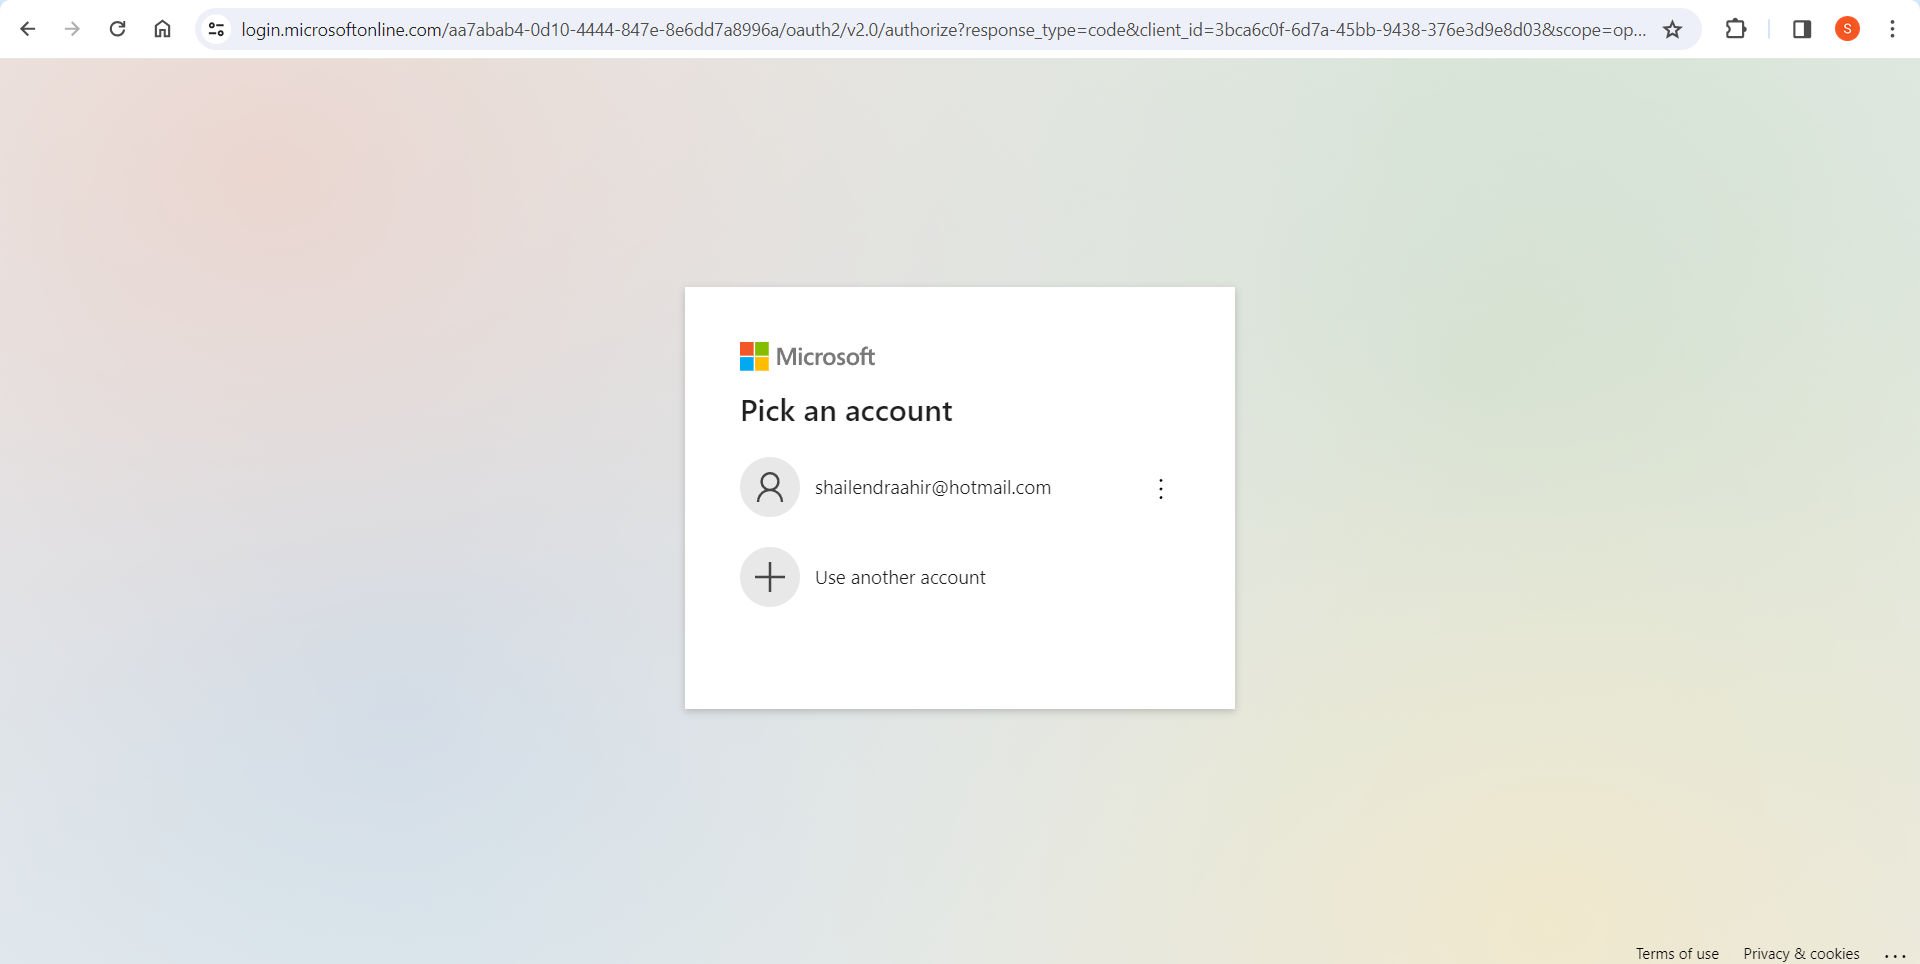 login.microsoftonline.com/aa7abab4-0d10-4444-847e-8e6dd7a8996a/oauth2/v2.0/authorize?response_type=code&client_id=3bca6c0f-6d7a-45bb-9438-376e3d9e8d03&scope=op...
S
Microsoft
Pick an account
shailendraahir@hotmail.com
Use another account
Terms of use Privacy & cookies ...